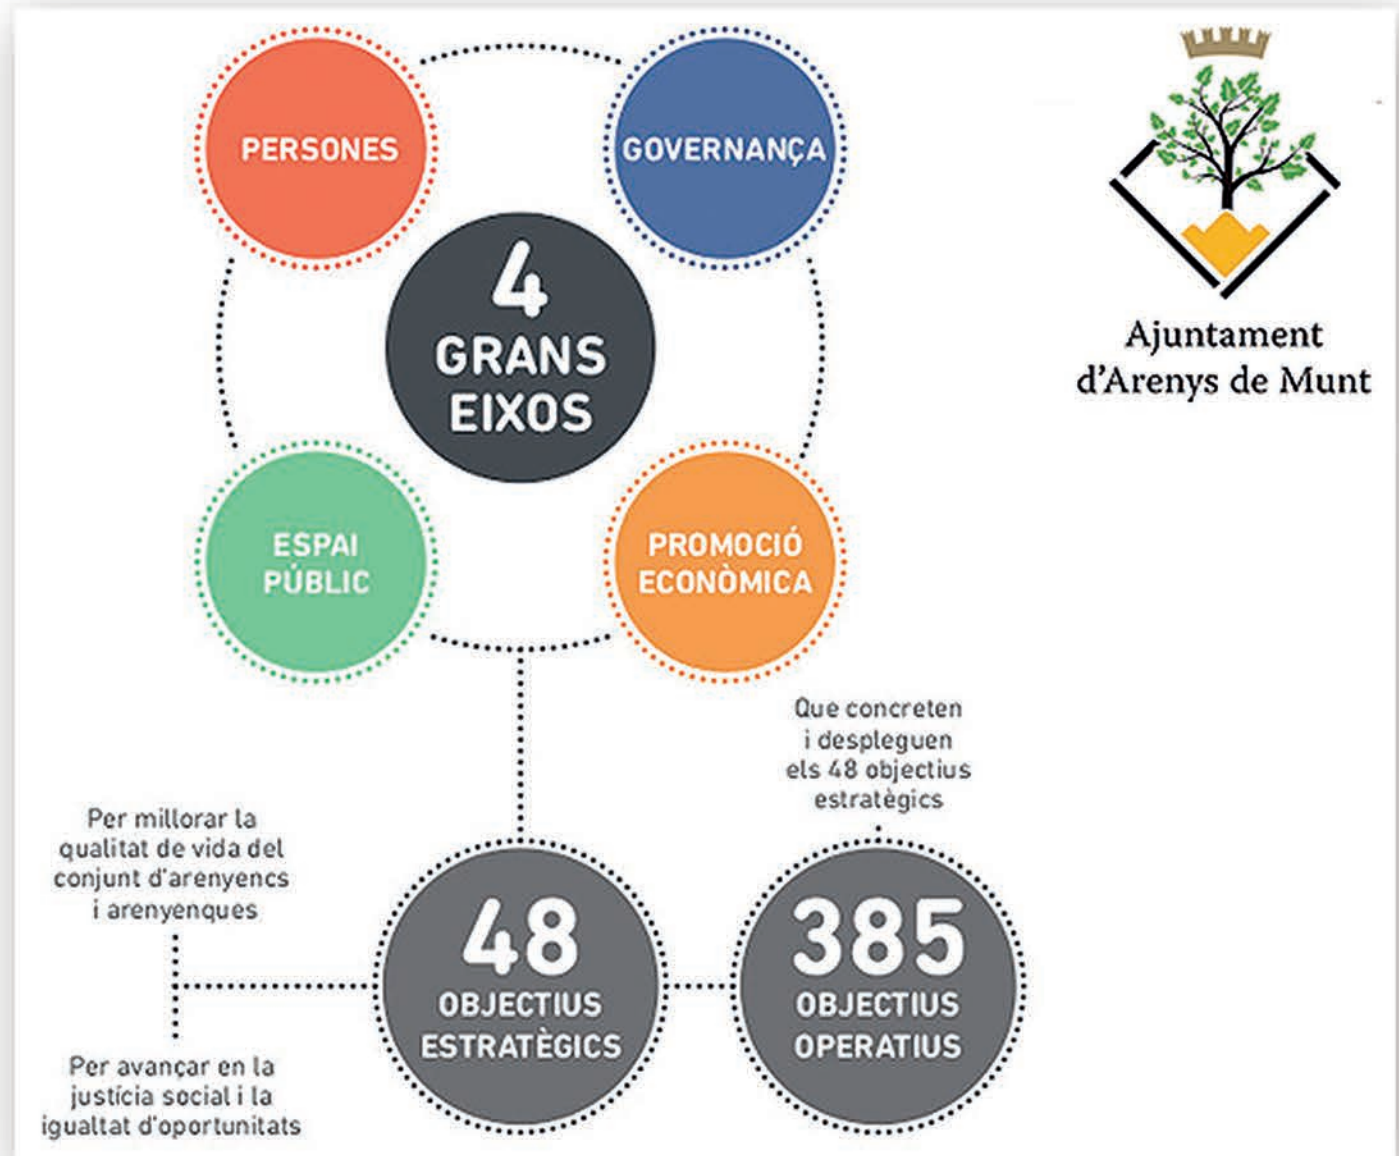 PERSONES
GOVERNANÇA
4
GRANS
EIXOS
ESPAI
PÚBLIC
PROMOCIÓ
ECONÒMICA
Ajuntament
d'Arenys de Munt
Que concreten
i despleguen
els 48 objectius
estratègics
Per millorar la
qualitat de vida del
conjunt d'arenyencs
i arenyenques
48
OBJECTIUS
ESTRATÈGICS
385
OBJECTIUS
OPERATIUS
Per avançar en la
justícia social i la
igualtat d'oportunitats